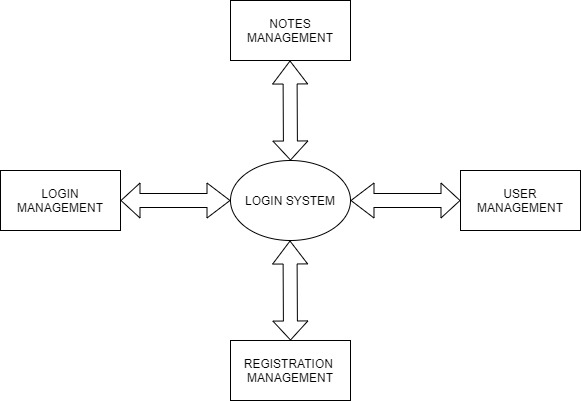 NOTES
MANAGEMENT
LOGIN
MANAGEMENT
LOGIN SYSTEM
USER
MANAGEMENT
REGISTRATION
MANAGEMENT